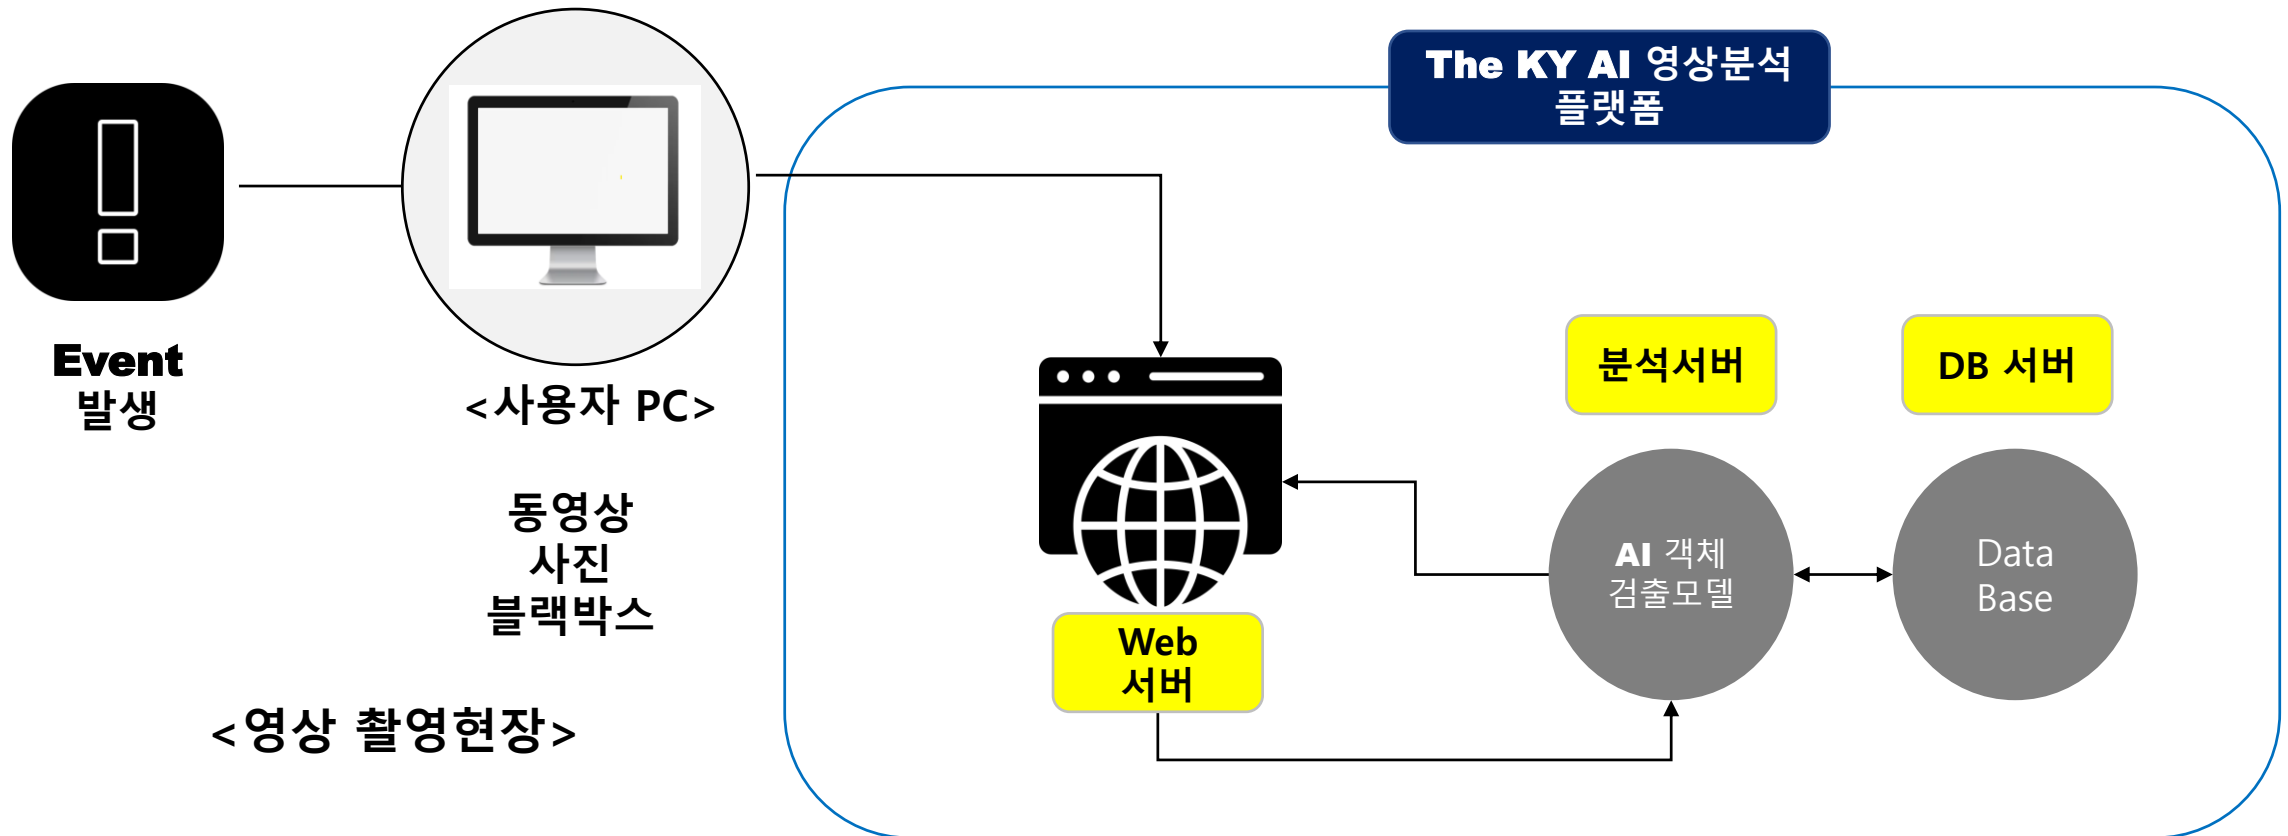 The KY AI 영상분석
플랫폼
Event
발생
<사용자 PC>
동영상
사진
블랙박스
<영상 촬영현장>
Web
서버
분석서버
DB 서버
AI 객체
검출모델
Data
Base